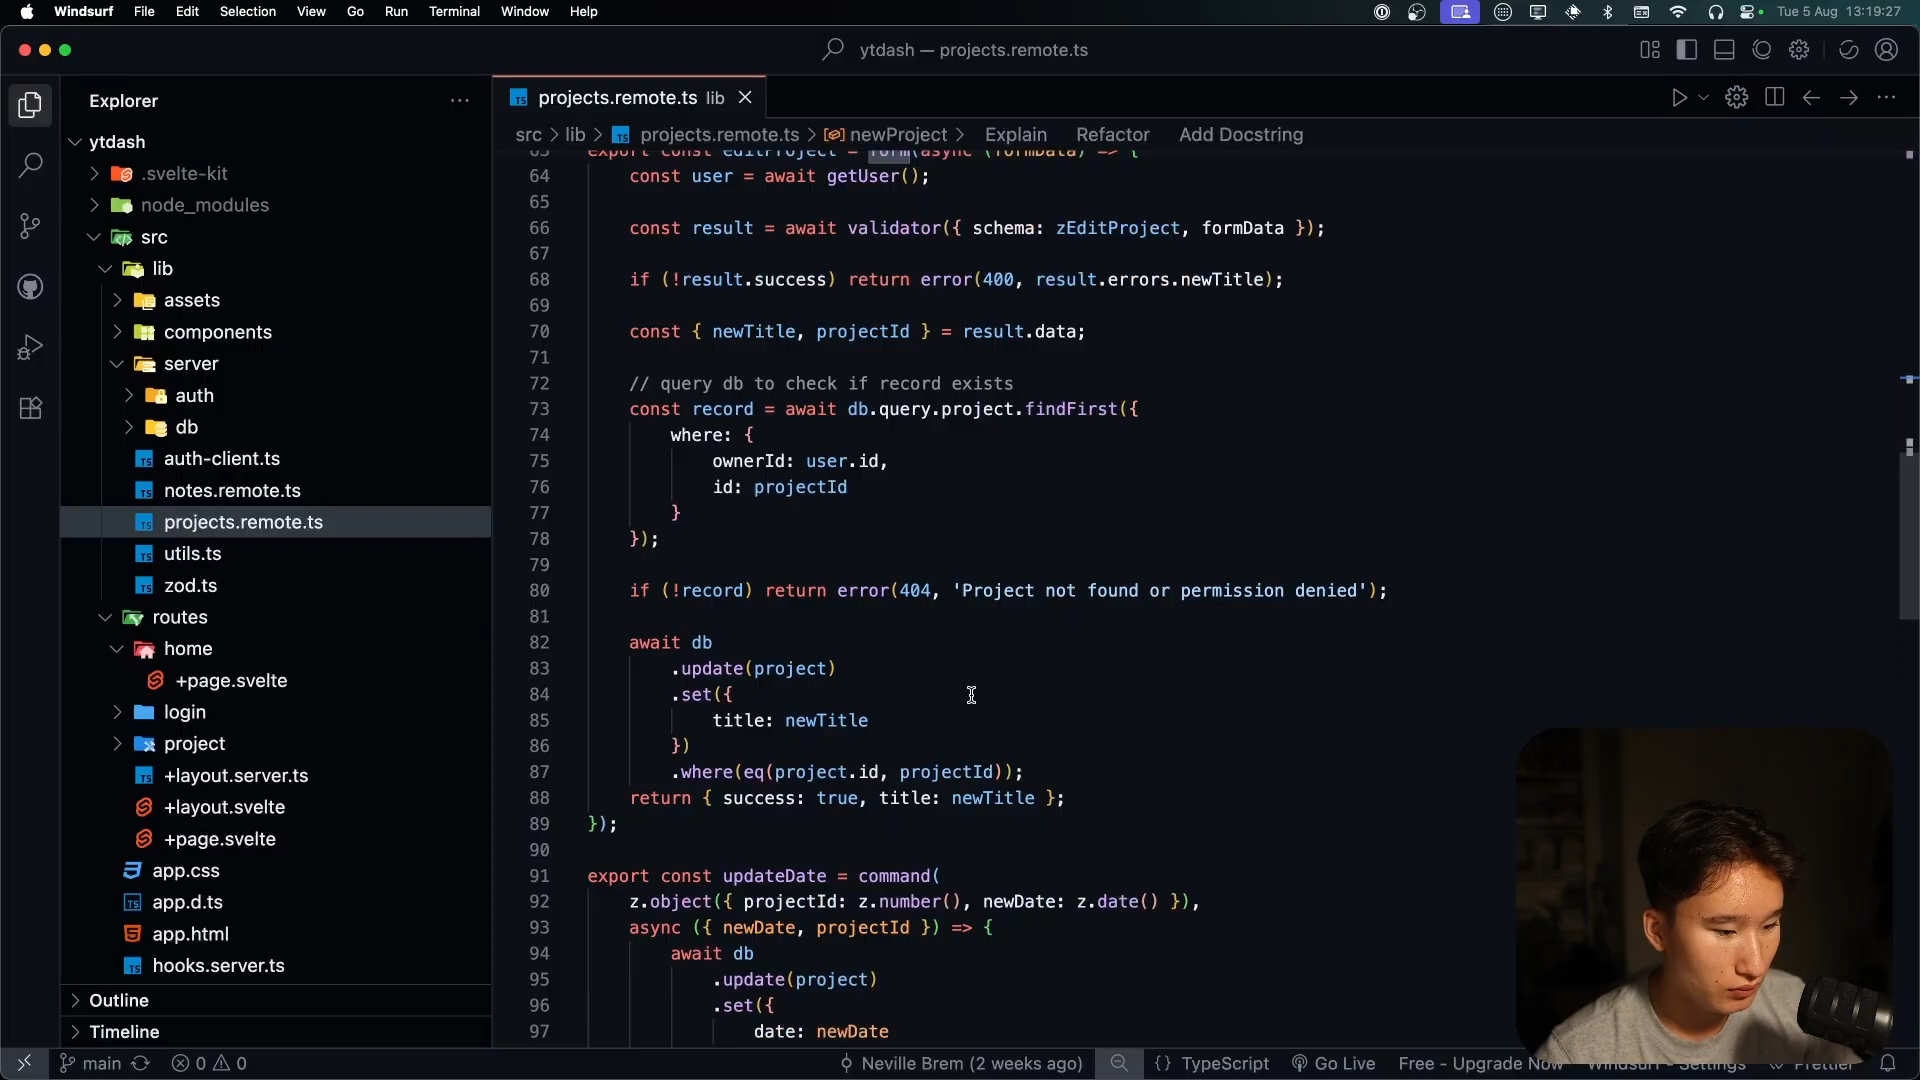 Windsurf File Edit Selection View Go Run Terminal Window Help
Tue 5 Aug 13:19:27
ytdash — projects.remote.ts
Explorer
ytdash
.svelte-kit
node_modules
src
lib
assets
components
server
auth
db
auth-client.ts
notes.remote.ts
projects.remote.ts
utils.ts
zod.ts
routes
home
+page.svelte
login
project
+layout.server.ts
+layout.svelte
+page.svelte
app.css
app.d.ts
app.html
hooks.server.ts
Outline
Timeline
projects.remote.ts lib
src > lib > projects.remote.ts > newProject > Explain Refactor Add Docstring
63 export const editProject = form(async (formData) => {
64 const user = await getUser();
65
66 const result = await validator({ schema: zEditProject, formData });
67
68 if (!result.success) return error(400, result.errors.newTitle);
69
70 const { newTitle, projectId } = result.data;
71
72 // query db to check if record exists
73 const record = await db.query.project.findFirst({
74 where: {
75 ownerId: user.id,
76 id: projectId
77 }
78 });
79
80 if (!record) return error(404, 'Project not found or permission denied');
81
82 await db
83 .update(project)
84 .set({
85 title: newTitle
86 })
87 .where(eq(project.id, projectId));
88 return { success: true, title: newTitle };
89 });
90
91 export const updateDate = command(
92 z.object({ projectId: z.number(), newDate: z.date() }),
93 async ({ newDate, projectId }) => {
94 await db
95 .update(project)
96 .set({
97 date: newDate
main 0 0 Neville Brem (2 weeks ago) {} TypeScript Go Live Free - Upgrade Now Windsurf - Settings Prettier